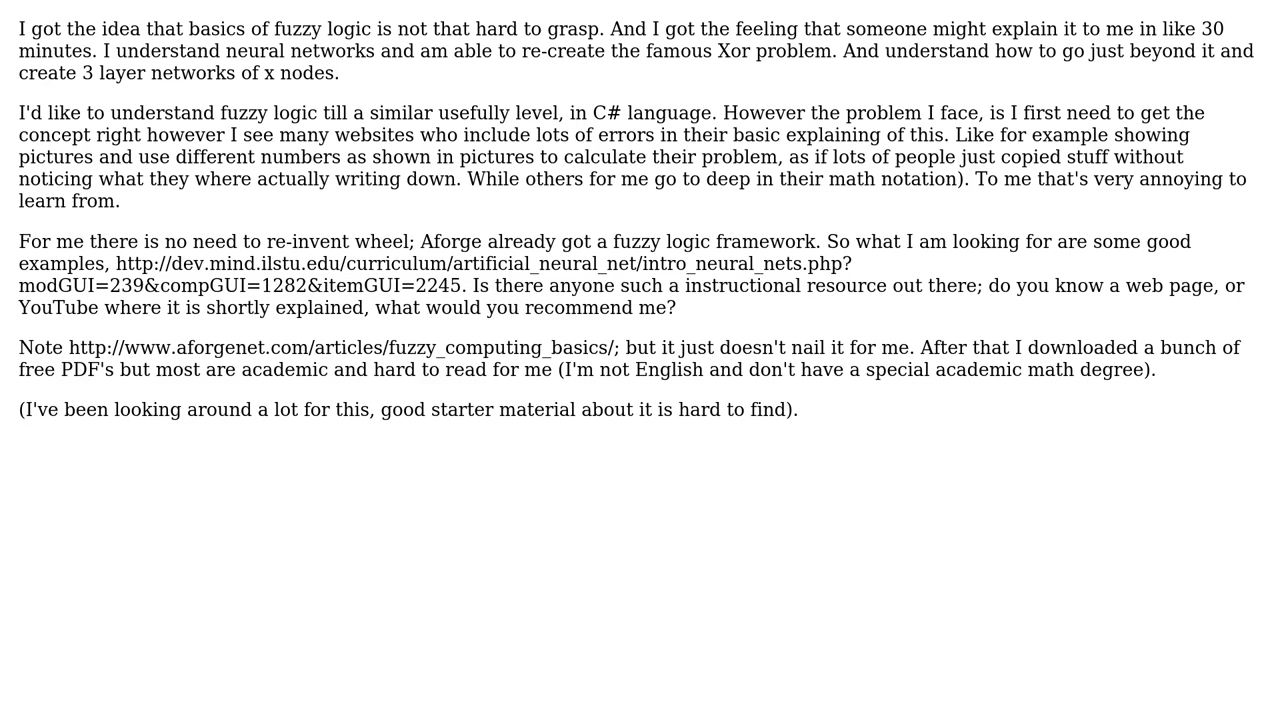 I got the idea that basics of fuzzy logic is not that hard to grasp. And I got the feeling that someone might explain it to me in like 30
minutes. I understand neural networks and am able to re-create the famous Xor problem. And understand how to go just beyond it and
create 3 layer networks of x nodes.
I'd like to understand fuzzy logic till a similar usefully level, in C# language. However the problem I face, is I first need to get the
concept right however I see many websites who include lots of errors in their basic explaining of this. Like for example showing
pictures and use different numbers as shown in pictures to calculate their problem, as if lots of people just copied stuff without
noticing what they where actually writing down. While others for me go to deep in their math notation). To me that's very annoying to
learn from.
For me there is no need to re-invent wheel; Aforge already got a fuzzy logic framework. So what I am looking for are some good
examples, http://dev.mind.ilstu.edu/curriculum/artificial_neural_net/intro_neural_nets.php?
modGUI=239&compGUI=1282&itemGUI=2245. Is there anyone such a instructional resource out there; do you know a web page, or
YouTube where it is shortly explained, what would you recommend me?
Note http://www.aforgenet.com/articles/fuzzy_computing_basics/; but it just doesn't nail it for me. After that I downloaded a bunch of
free PDF's but most are academic and hard to read for me (I'm not English and don't have a special academic math degree).
(I've been looking around a lot for this, good starter material about it is hard to find).